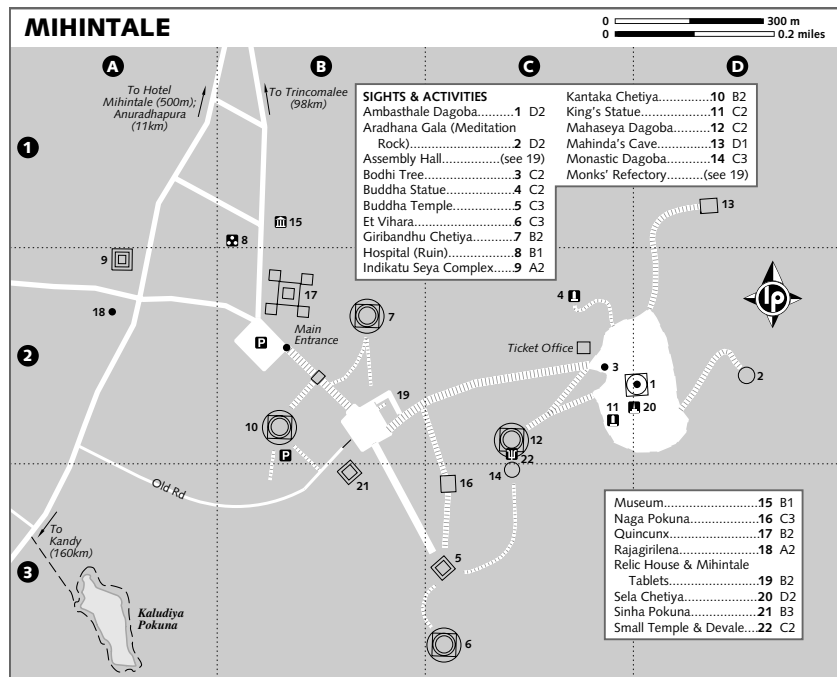 MIHINTALE
0 300 m
0 0.2 miles
A
B
C
D
To Hotel
Mihintale (500m);
Anuradhapura
(11km)
To Trincomalee
(98km)
SIGHTS & ACTIVITIES
Ambasthale Dagoba..........1 D2
Aradhana Gala (Meditation
Rock)..............................2 D2
Assembly Hall..............(see 19)
Bodhi Tree.........................3 C2
Buddha Statue...................4 C2
Buddha Temple.................5 C3
Et Vihara............................6 C3
Giribandhu Chetiya............7 B2
Hospital (Ruin)...................8 B1
Indikatu Seya Complex......9 A2
Kantaka Chetiya...............10 B2
King's Statue....................11 C2
Mahaseya Dagoba...........12 C2
Mahinda's Cave...............13 D1
Monastic Dagoba.............14 C3
Monks' Refectory.........(see 19)
1
13
15
8
9
17
4
18
7
lp
Main
Entrance
P
Ticket Office
2
3
1
2
19
11
20
10
12
P
22
14
16
21
Old Rd
To
Kandy
(160km)
3
5
Kaludiya
Pokuna
6
Museum..........................15 B1
Naga Pokuna...................16 C3
Quincunx.........................17 B2
Rajagirilena......................18 A2
Relic House & Mihintale
Tablets..........................19 B2
Sela Chetiya.....................20 D2
Sinha Pokuna...................21 B3
Small Temple & Devale....22 C2